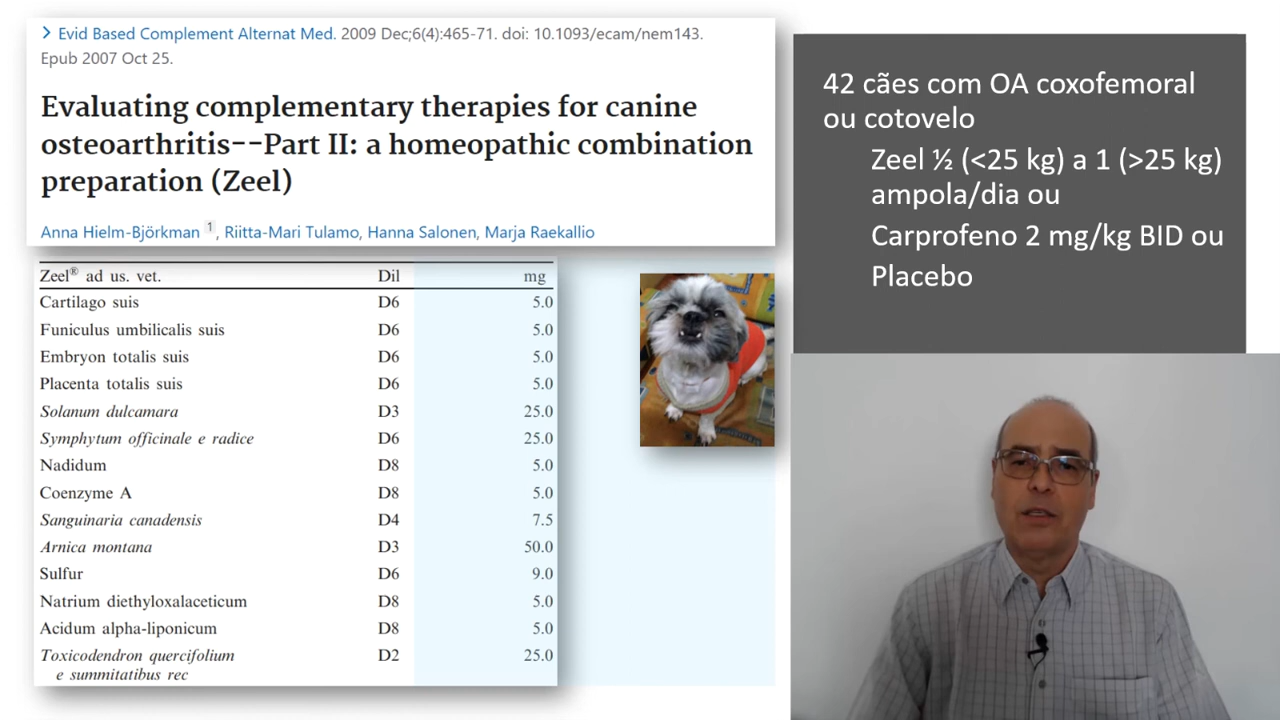 > Evid Based Complement Alternat Med. 2009 Dec;6(4):465-71. doi: 10.1093/ecam/nem143.
Epub 2007 Oct 25.
Evaluating complementary therapies for canine
osteoarthritis--Part II: a homeopathic combination
preparation (Zeel)
Anna Hielm-Björkman 1, Riitta-Mari Tulamo, Hanna Salonen, Marja Raekallio
Zeel® ad us. vet. Dil mg
Cartilago suis D6 5.0
Funiculus umbilicalis suis D6 5.0
Embryon totalis suis D6 5.0
Placenta totalis suis D6 5.0
Solanum dulcamara D3 25.0
Symphytum officinale e radice D6 25.0
Nadidum D8 5.0
Coenzyme A D8 5.0
Sanguinaria canadensis D4 7.5
Arnica montana D3 50.0
Sulfur D6 9.0
Natrium diethyloxalaceticum D8 5.0
Acidum alpha-liponicum D8 5.0
Toxicodendron quercifolium D2 25.0
e summitatibus rec
42 cães com OA coxofemoral
ou cotovelo
Zeel ½ (<25 kg) a 1 (>25 kg)
ampola/dia ou
Carprofeno 2 mg/kg BID ou
Placebo